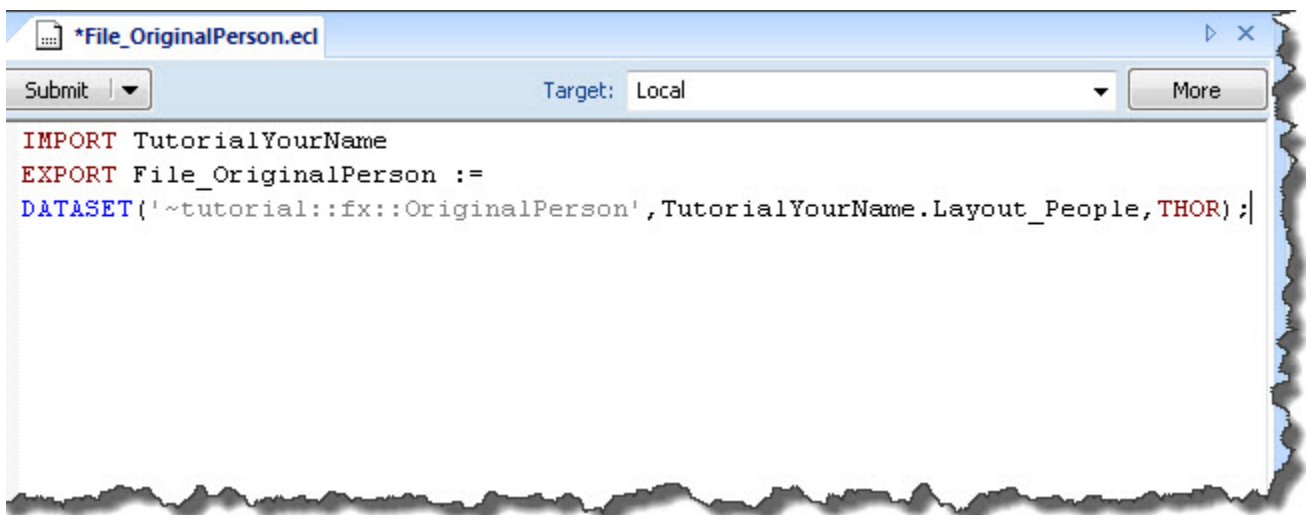 *File_OriginalPerson.ecl
Submit Target: Local More
IMPORT TutorialYourName
EXPORT File_OriginalPerson :=
DATASET('~tutorial::fx::OriginalPerson',TutorialYourName.Layout_People,THOR);